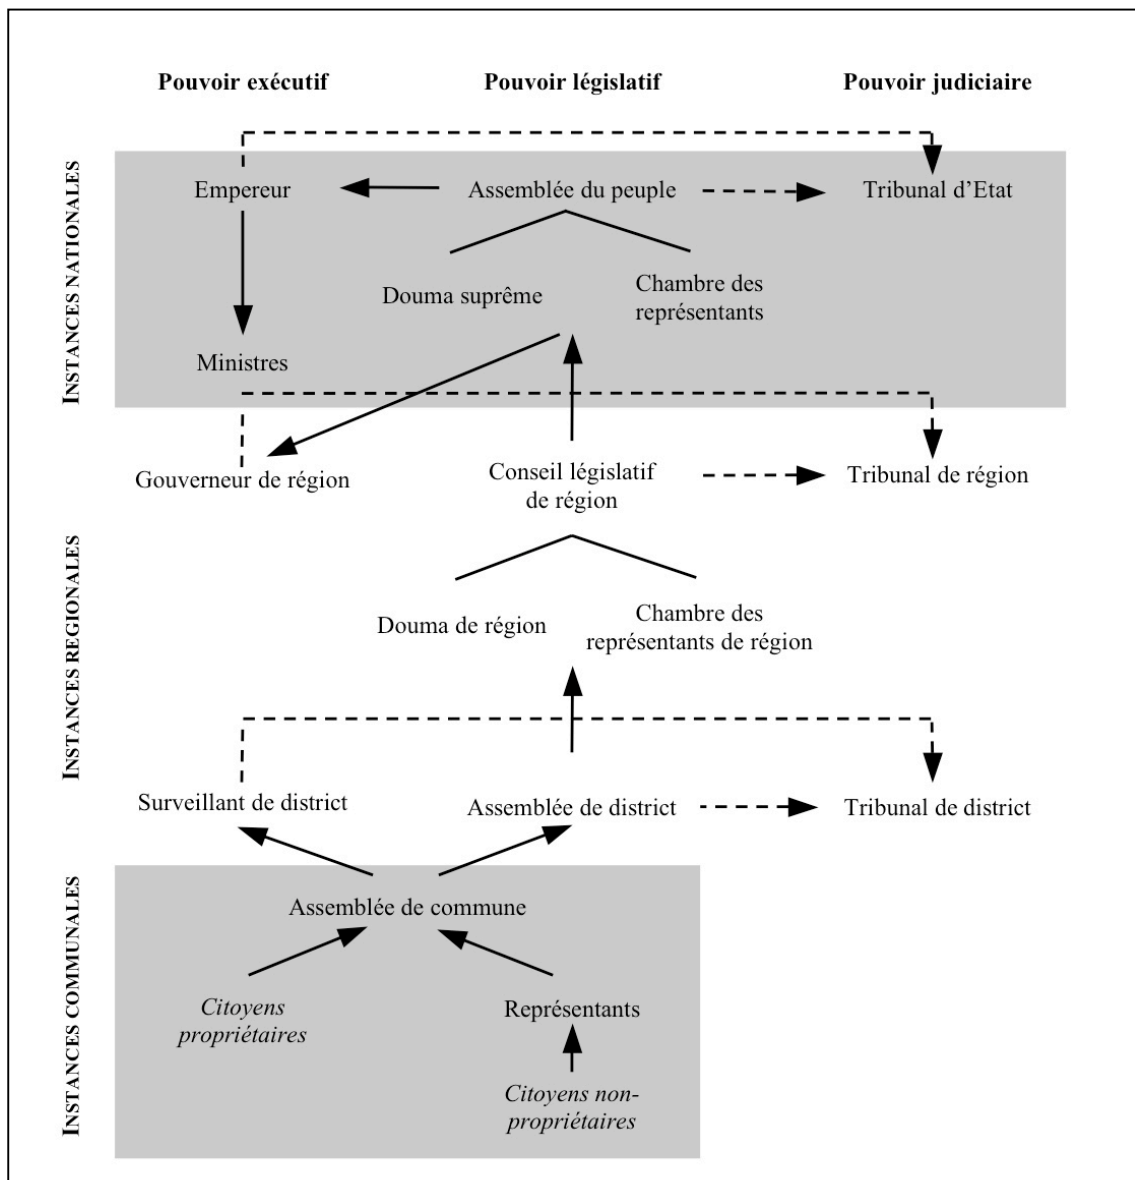 Pouvoir exécutif
Pouvoir législatif
Pouvoir judiciaire
INSTANCES NATIONALES
Empereur
Assemblée du peuple
Tribunal d’Etat
Douma suprême
Chambre des
représentants
Ministres
INSTANCES REGIONALES
Gouverneur de région
Conseil législatif
de région
Tribunal de région
Douma de région
Chambre des
représentants de région
Surveillant de district
Assemblée de district
Tribunal de district
INSTANCES COMMUNALES
Assemblée de commune
Citoyens
propriétaires
Représentants
Citoyens non-
propriétaires